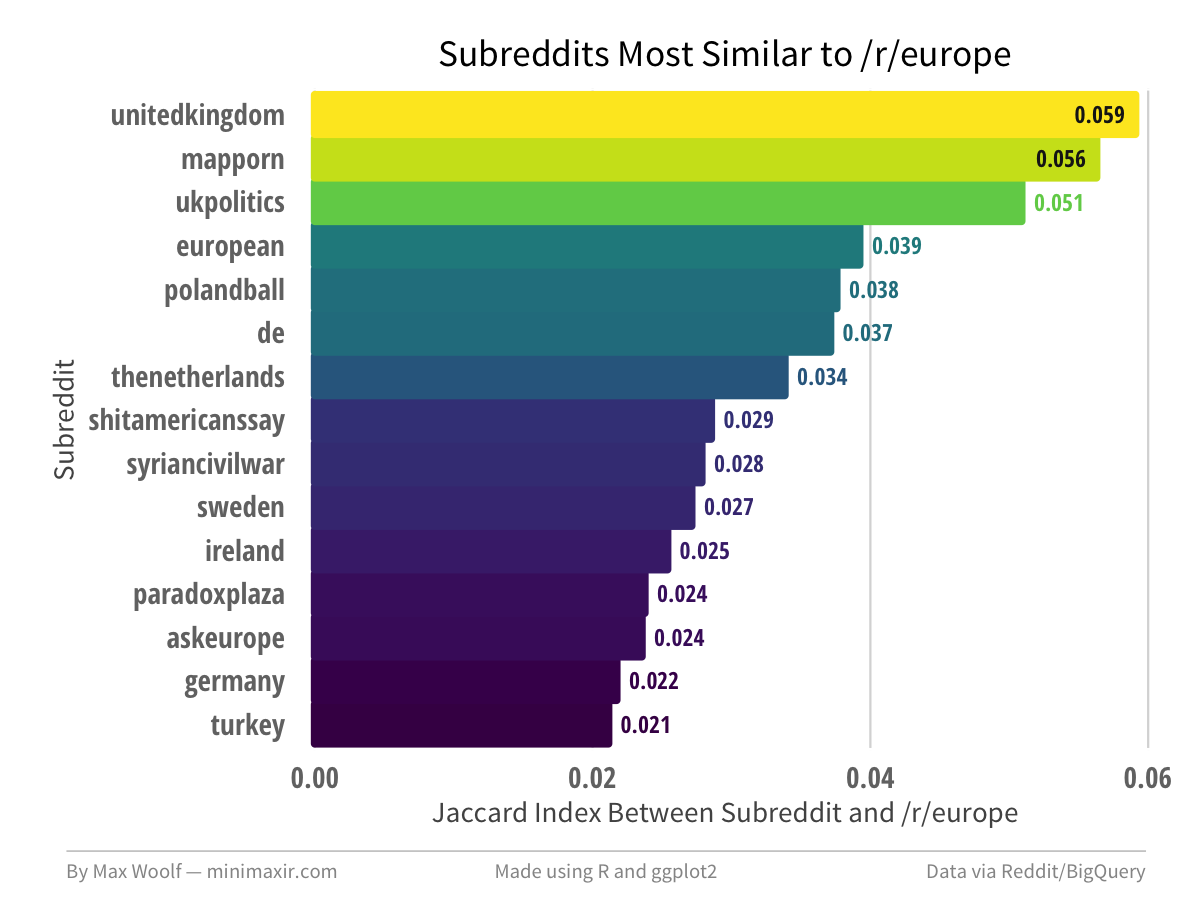 Subreddits Most Similar to /r/europe
unitedkingdom 0.059
mapporn 0.056
ukpolitics 0.051
european 0.039
polandball 0.038
de 0.037
thenetherlands 0.034
shitamericanssay 0.029
syriancivilwar 0.028
sweden 0.027
ireland 0.025
paradoxplaza 0.024
askeurope 0.024
germany 0.022
turkey 0.021
Subreddit
0.00 0.02 0.04 0.06
Jaccard Index Between Subreddit and /r/europe
By Max Woolf — minimaxir.com Made using R and ggplot2 Data via Reddit/BigQuery